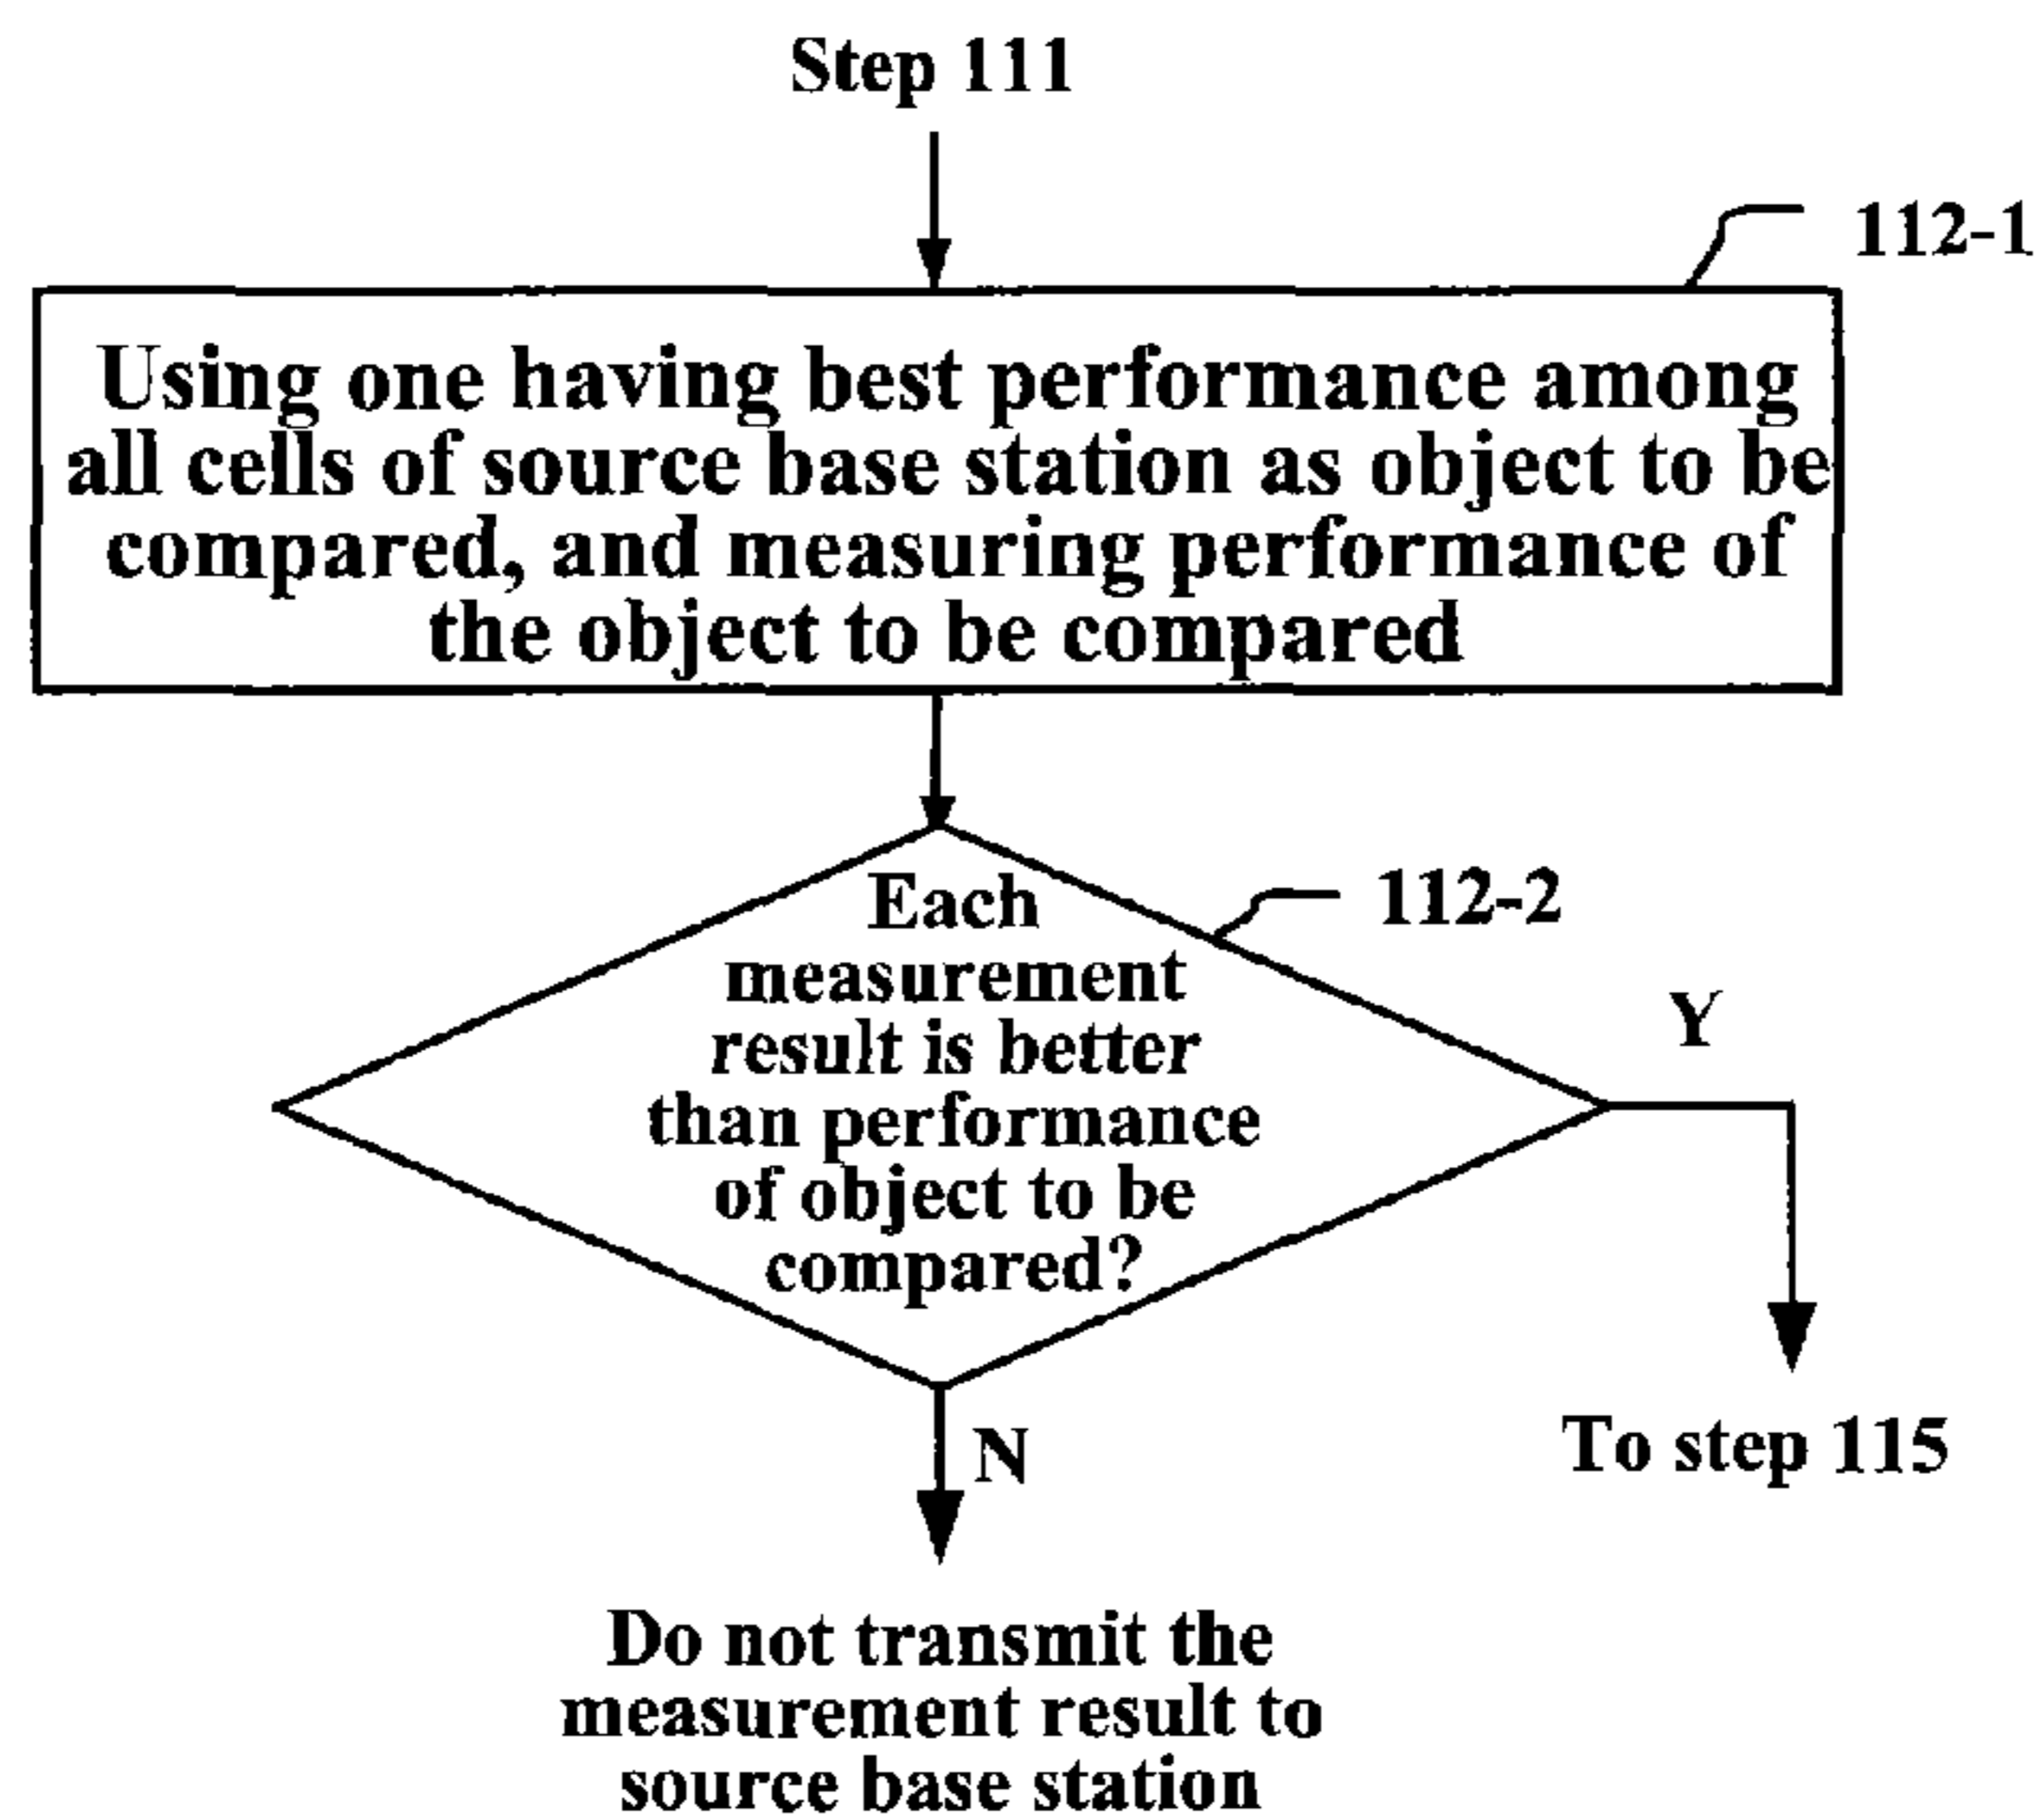 Step 111
112-1
Using one having best performance among
all cells of source base station as object to be
compared, and measuring performance of
the object to be compared
112-2
Each
measurement
result is better
than performance
of object to be
compared?
Y
To step 115
N
Do not transmit the
measurement result to
source base station